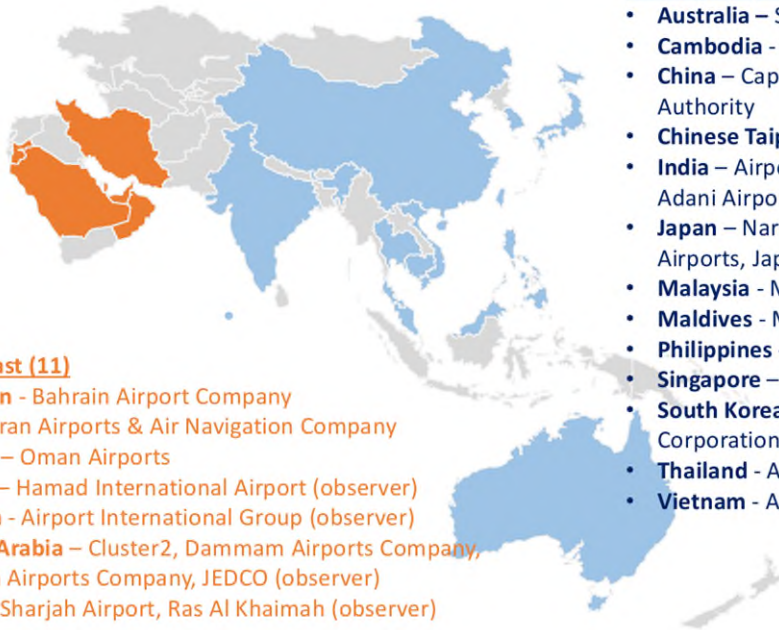 • Australia – S
• Cambodia -
• China – Cap
Authority
• Chinese Taip
• India – Airpo
Adani Airpo
• Japan – Nar
Airports, Jap
• Malaysia - M
• Maldives - M
• Philippines
• Singapore –
• South Korea
Corporation
• Thailand - A
• Vietnam - A
ast (11)
n - Bahrain Airport Company
ran Airports & Air Navigation Company
– Oman Airports
– Hamad International Airport (observer)
- Airport International Group (observer)
Arabia – Cluster2, Dammam Airports Company,
Airports Company, JEDCO (observer)
Sharjah Airport, Ras Al Khaimah (observer)